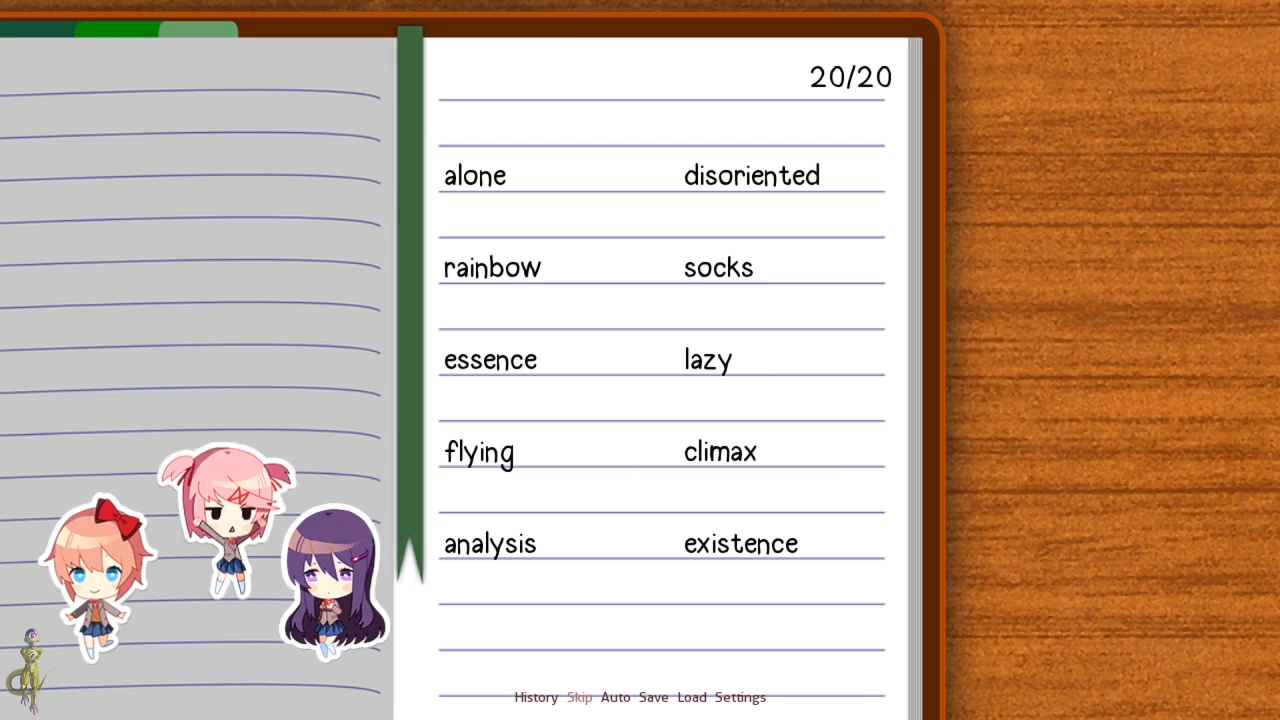 20/20
alone disoriented
rainbow socks
essence lazy
flying climax
analysis existence
History Skip Auto Save Load Settings